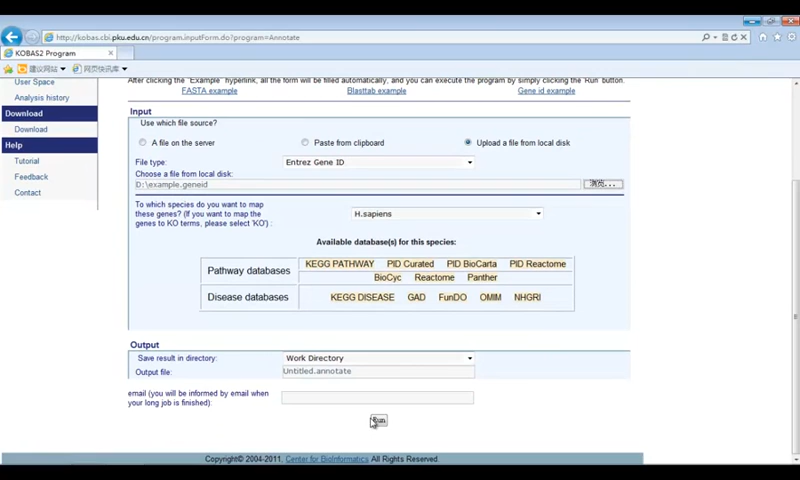 http://kobas.cbi.pku.edu.cn/program.inputForm.do?program=Annotate
KOBAS2 Program
建议网站
网页快讯库
User Space
Analysis history
Download
Download
Help
Tutorial
Feedback
Contact
After clicking the "Example" hyperlink, all the form will be filled automatically, and you can execute the program by simply clicking the "Run" button.
FASTA example Blasttab example Gene id example
Input
Use which file source?
A file on the server Paste from clipboard Upload a file from local disk
File type: Entrez Gene ID
Choose a file from local disk:
D:\example.geneid 浏览...
To which species do you want to map
these genes? (If you want to map the
genes to KO terms, please select 'KO') :
H.sapiens
Available database(s) for this species:
Pathway databases KEGG PATHWAY PID Curated PID BioCarta PID Reactome
BioCyc Reactome Panther
Disease databases KEGG DISEASE GAD FunDO OMIM NHGRI
Output
Save result in directory: Work Directory
Output file: Untitled.annotate
email (you will be informed by email when
your long job is finished):
Run
Copyright© 2004-2011, Center for BioInformatics All Rights Reserved.